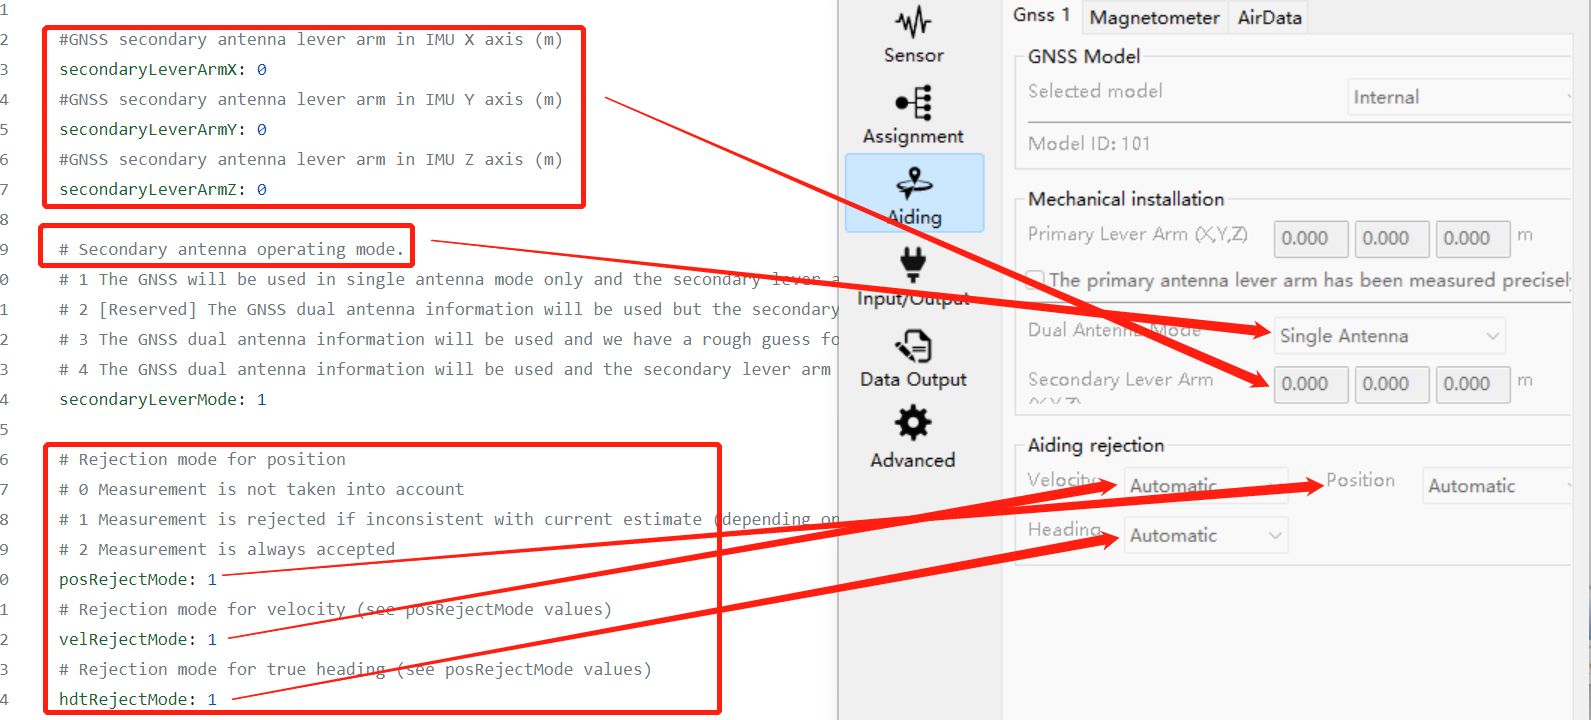 1
2 #GNSS secondary antenna lever arm in IMU X axis (m)
3 secondaryLeverArmX: 0
4 #GNSS secondary antenna lever arm in IMU Y axis (m)
5 secondaryLeverArmY: 0
6 #GNSS secondary antenna lever arm in IMU Z axis (m)
7 secondaryLeverArmZ: 0
8
9 # Secondary antenna operating mode.
0 # 1 The GNSS will be used in single antenna mode only and the secondary lever a
1 # 2 [Reserved] The GNSS dual antenna information will be used but the secondary
2 # 3 The GNSS dual antenna information will be used and we have a rough guess fo
3 # 4 The GNSS dual antenna information will be used and the secondary lever arm
4 secondaryLeverMode: 1
5
6 # Rejection mode for position
7 # 0 Measurement is not taken into account
8 # 1 Measurement is rejected if inconsistent with current estimate (depending on
9 # 2 Measurement is always accepted
0 posRejectMode: 1
1 # Rejection mode for velocity (see posRejectMode values)
2 velRejectMode: 1
3 # Rejection mode for true heading (see posRejectMode values)
4 hdtRejectMode: 1
Sensor
Assignment
Aiding
Input/Output
Data Output
Advanced
Gnss 1 Magnetometer AirData
GNSS Model
Selected model Internal
Model ID: 101
Mechanical installation
Primary Lever Arm (X,Y,Z) 0.000 0.000 0.000 m
The primary antenna lever arm has been measured precisely
Dual Antenna Mode Single Antenna
Secondary Lever Arm 0.000 0.000 0.000 m
(X,Y,Z)
Aiding rejection
Velocity Automatic Position Automatic
Heading Automatic